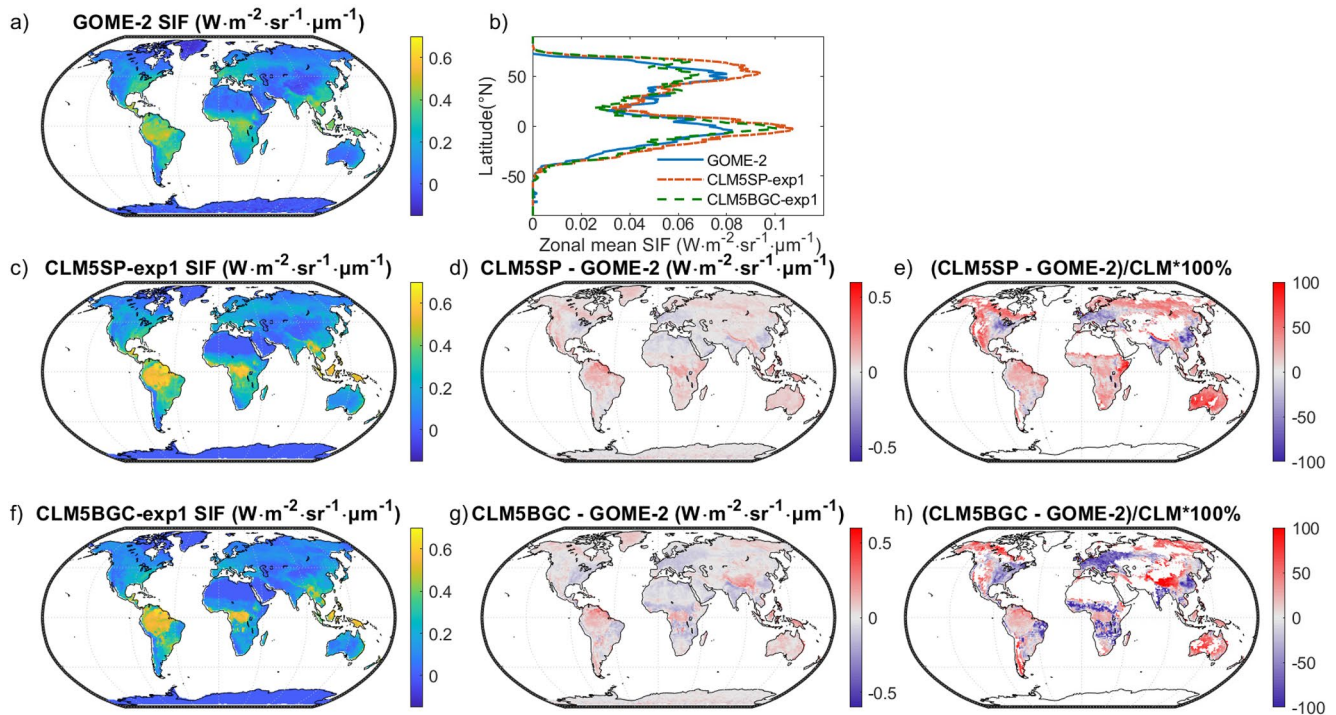 a) GOME-2 SIF (W·m⁻²·sr⁻¹·μm⁻¹)
0.6
0.4
0.2
0
b)
Latitude(°N)
50
0
-50
GOME-2
CLM5SP-exp1
CLM5BGC-exp1
0 0.02 0.04 0.06 0.08 0.1
Zonal mean SIF (W·m⁻²·sr⁻¹·μm⁻¹)
c) CLM5SP-exp1 SIF (W·m⁻²·sr⁻¹·μm⁻¹)
0.6
0.4
0.2
0
d) CLM5SP - GOME-2 (W·m⁻²·sr⁻¹·μm⁻¹)
0.5
0
-0.5
e) (CLM5SP - GOME-2)/CLM*100%
100
50
0
-50
-100
f) CLM5BGC-exp1 SIF (W·m⁻²·sr⁻¹·μm⁻¹)
0.6
0.4
0.2
0
g) CLM5BGC - GOME-2 (W·m⁻²·sr⁻¹·μm⁻¹)
0.5
0
-0.5
h) (CLM5BGC - GOME-2)/CLM*100%
100
50
0
-50
-100